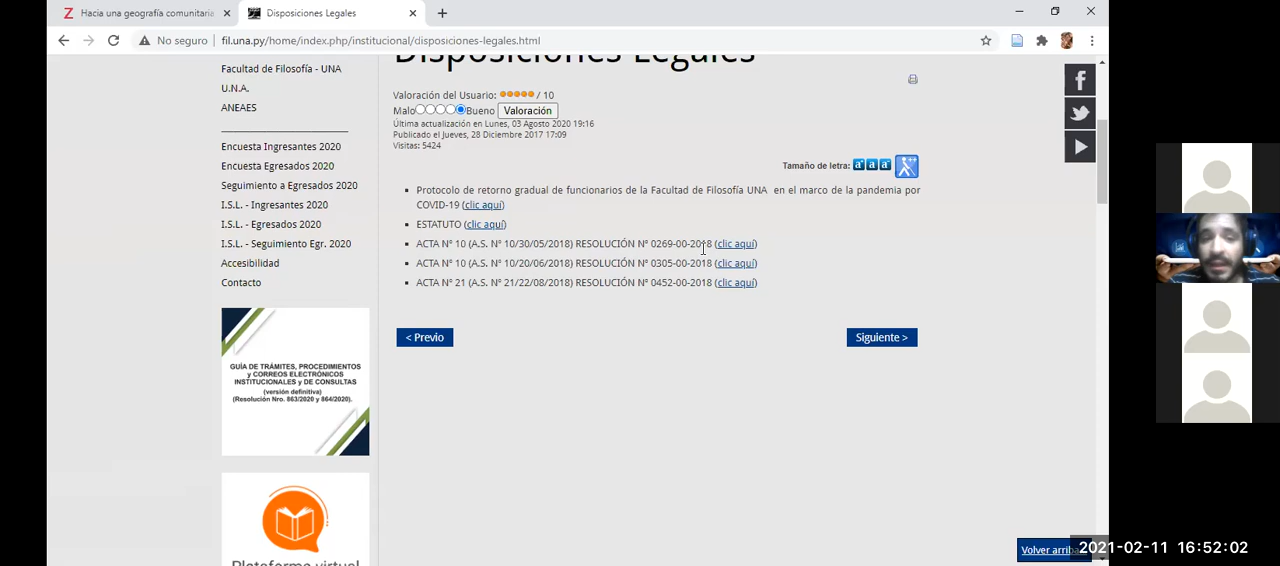 Hacia una geografía comunitaria
Disposiciones Legales
No seguro
fil.una.py/home/index.php/institucional/disposiciones-legales.html
Facultad de Filosofía - UNA
U.N.A.
ANEAES
Encuesta Ingresantes 2020
Encuesta Egresados 2020
Seguimiento a Egresados 2020
I.S.L. - Ingresantes 2020
I.S.L. - Egresados 2020
I.S.L. - Seguimiento Egr. 2020
Accesibilidad
Contacto
GUÍA DE TRÁMITES, PROCEDIMIENTOS
y CORREOS ELECTRÓNICOS
INSTITUCIONALES y DE CONSULTAS
(versión definitiva)
(Resolución Nro. 863/2020 y 864/2020).
Plataforma virtual
Disposiciones Legales
Valoración del Usuario: / 10
Malo Bueno Valoración
Última actualización en Lunes, 03 Agosto 2020 19:16
Publicado el Jueves, 28 Diciembre 2017 17:09
Visitas: 5424
Tamaño de letra:
Protocolo de retorno gradual de funcionarios de la Facultad de Filosofía UNA en el marco de la pandemia por
COVID-19 (clic aquí)
ESTATUTO (clic aquí)
ACTA Nº 10 (A.S. Nº 10/30/05/2018) RESOLUCIÓN Nº 0269-00-2018 (clic aquí)
ACTA Nº 10 (A.S. Nº 10/20/06/2018) RESOLUCIÓN Nº 0305-00-2018 (clic aquí)
ACTA Nº 21 (A.S. Nº 21/22/08/2018) RESOLUCIÓN Nº 0452-00-2018 (clic aquí)
< Previo
Siguiente >
Volver arriba
2021-02-11 16:52:02